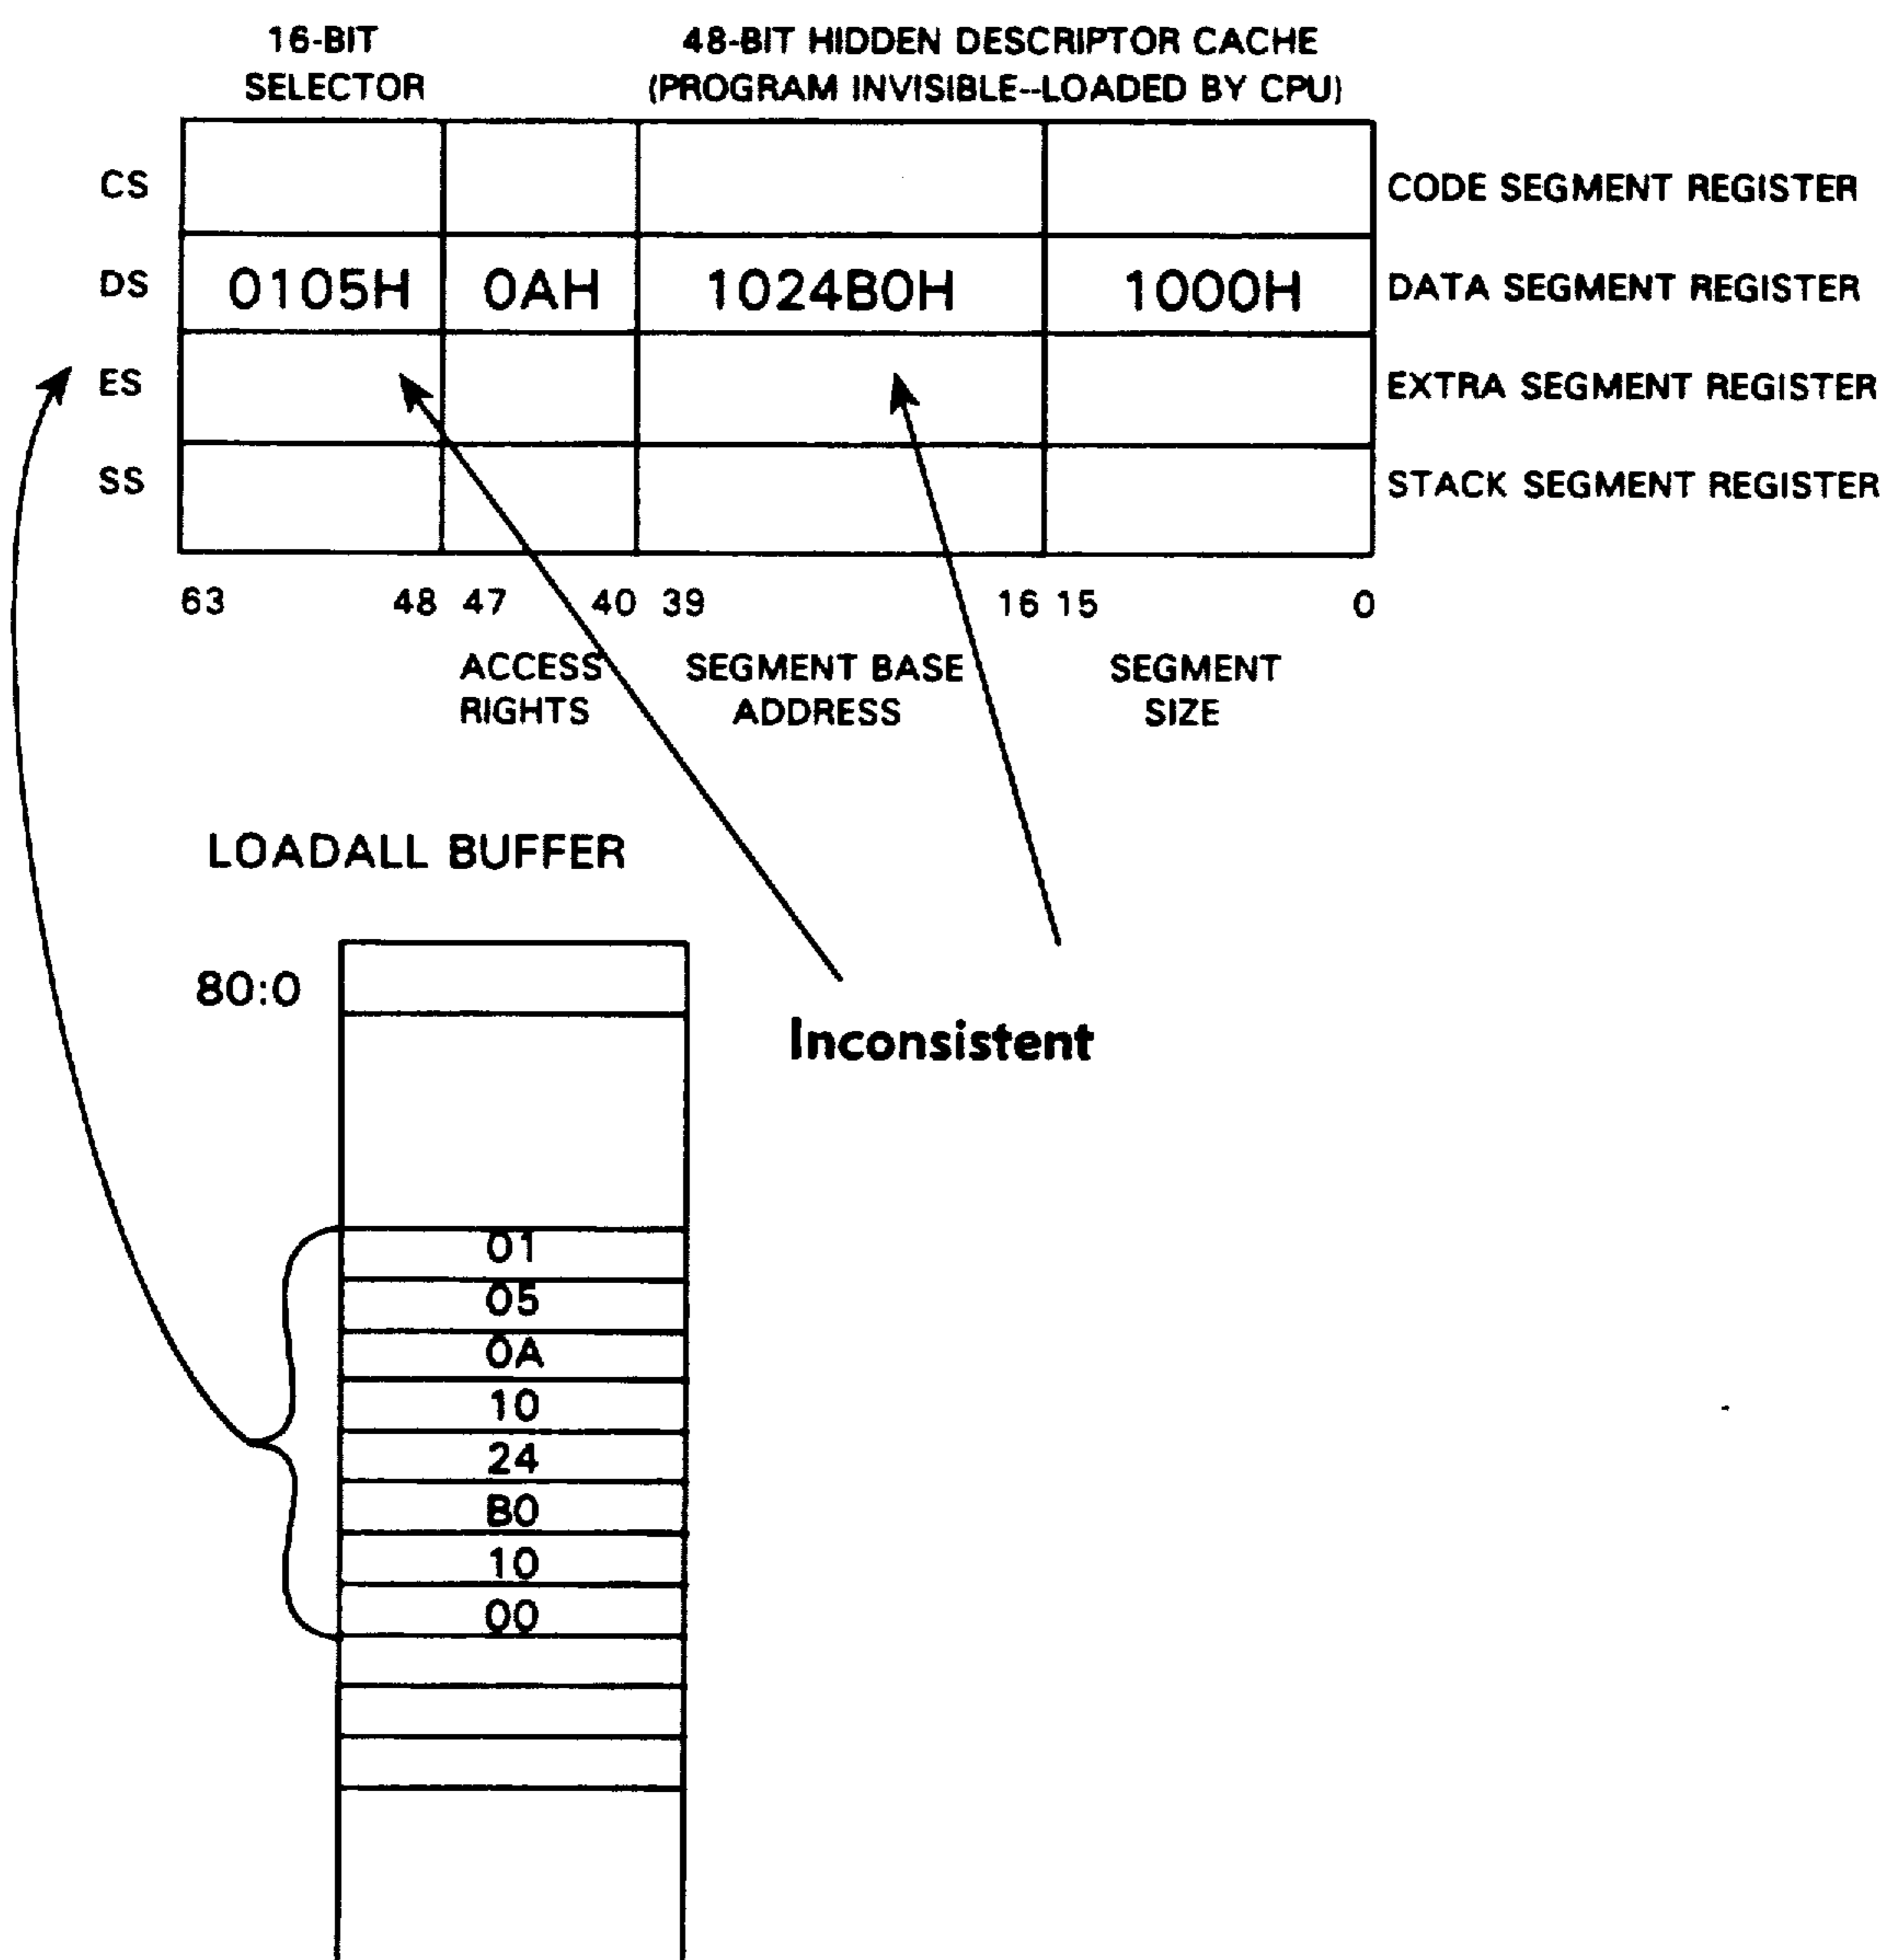 16-BIT
SELECTOR
48-BIT HIDDEN DESCRIPTOR CACHE
(PROGRAM INVISIBLE--LOADED BY CPU)
CS
CODE SEGMENT REGISTER
DS 0105H 0AH 1024B0H 1000H DATA SEGMENT REGISTER
ES
EXTRA SEGMENT REGISTER
SS
STACK SEGMENT REGISTER
63 48 47 40 39 16 15 0
ACCESS
RIGHTS
SEGMENT BASE
ADDRESS
SEGMENT
SIZE
LOADALL BUFFER
80:0
Inconsistent
01
05
0A
10
24
B0
10
00